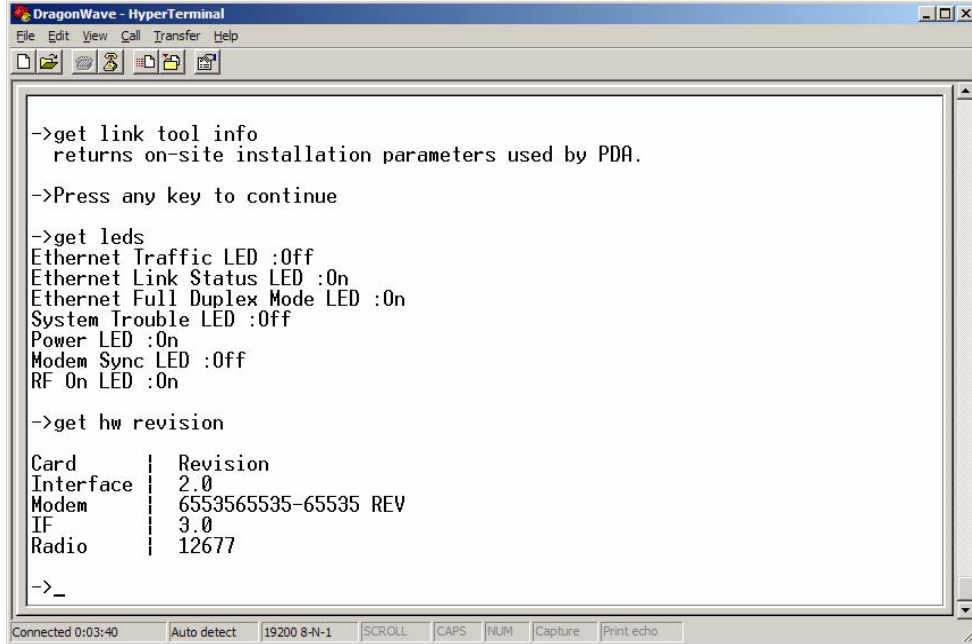 DragonWave - HyperTerminal
File Edit View Call Transfer Help
->get link tool info
returns on-site installation parameters used by PDA.
->Press any key to continue
->get leds
Ethernet Traffic LED :Off
Ethernet Link Status LED :On
Ethernet Full Duplex Mode LED :On
System Trouble LED :Off
Power LED :On
Modem Sync LED :Off
RF On LED :On
->get hw revision
Card | Revision
Interface | 2.0
Modem | 6553565535-65535 REV
IF | 3.0
Radio | 12677
->_
Connected 0:03:40 Auto detect 19200 8-N-1 SCROLL CAPS NUM Capture Print echo